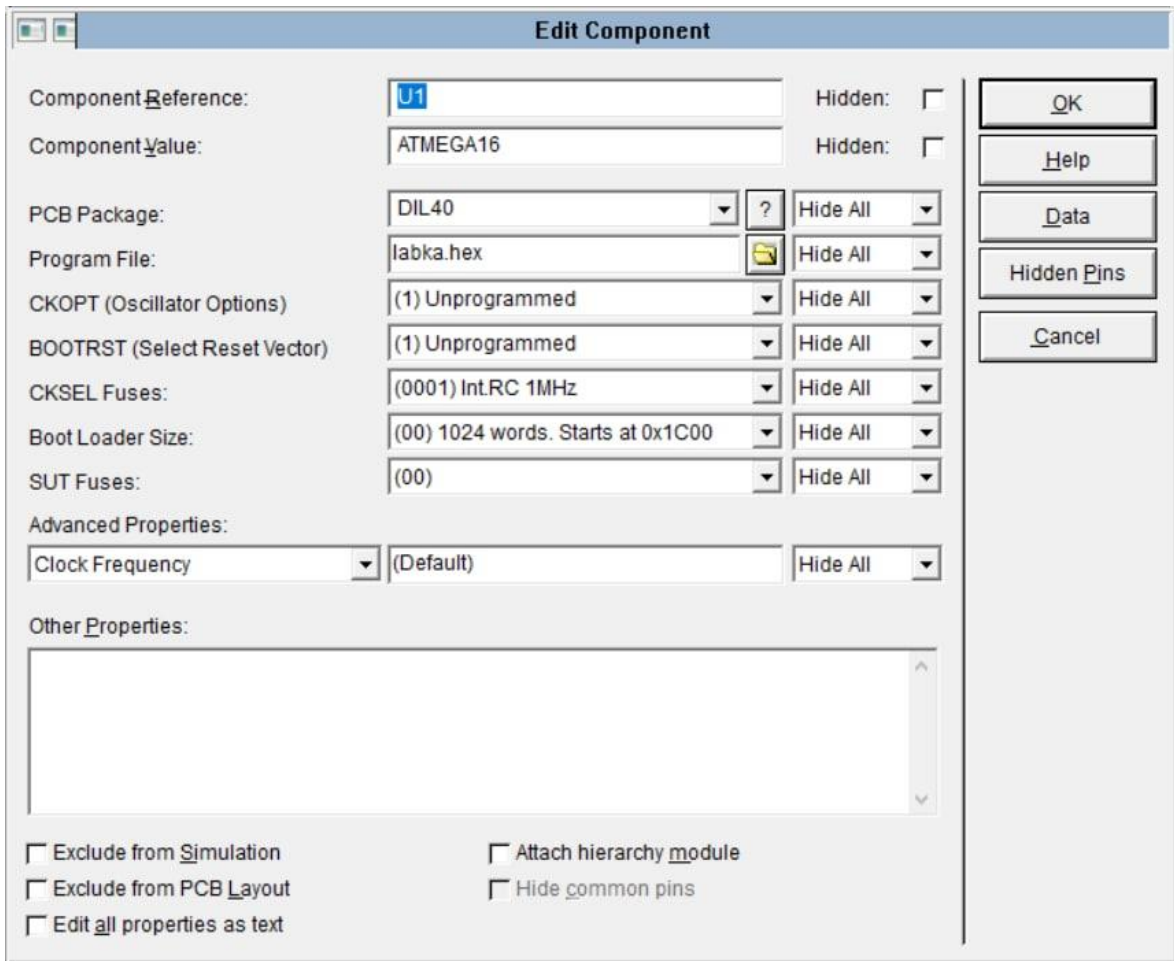 Edit Component
Component Reference: U1 Hidden:
Component Value: ATMEGA16 Hidden:
PCB Package: DIL40 ? Hide All
Program File: labka.hex Hide All
CKOPT (Oscillator Options) (1) Unprogrammed Hide All
BOOTRST (Select Reset Vector) (1) Unprogrammed Hide All
CKSEL Fuses: (0001) Int.RC 1MHz Hide All
Boot Loader Size: (00) 1024 words. Starts at 0x1C00 Hide All
SUT Fuses: (00) Hide All
Advanced Properties:
Clock Frequency (Default) Hide All
Other Properties:
Exclude from Simulation Attach hierarchy module
Exclude from PCB Layout Hide common pins
Edit all properties as text
OK
Help
Data
Hidden Pins
Cancel